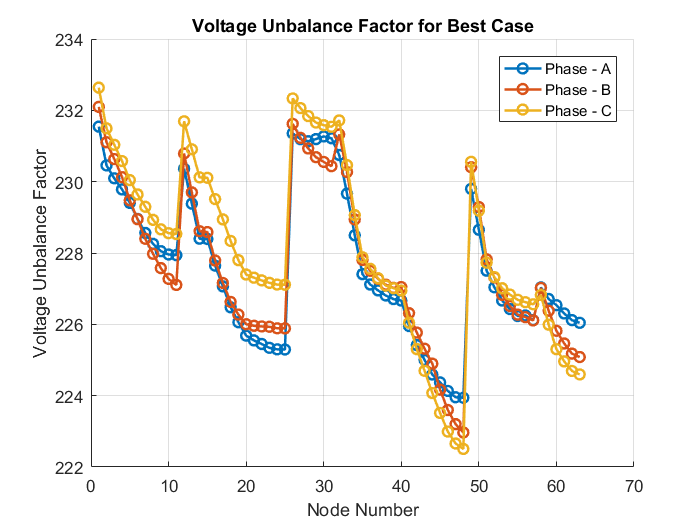 Voltage Unbalance Factor for Best Case
234
232
230
228
226
224
222
Voltage Unbalance Factor
Phase - A
Phase - B
Phase - C
0 10 20 30 40 50 60 70
Node Number